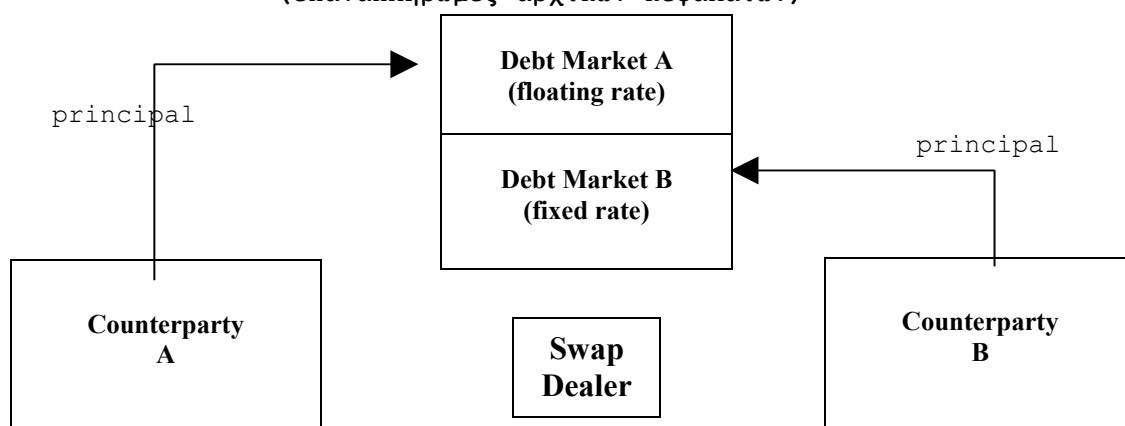 Debt Market A
(floating rate)
principal
principal
Debt Market B
(fixed rate)
Counterparty
A
Swap
Dealer
Counterparty
B